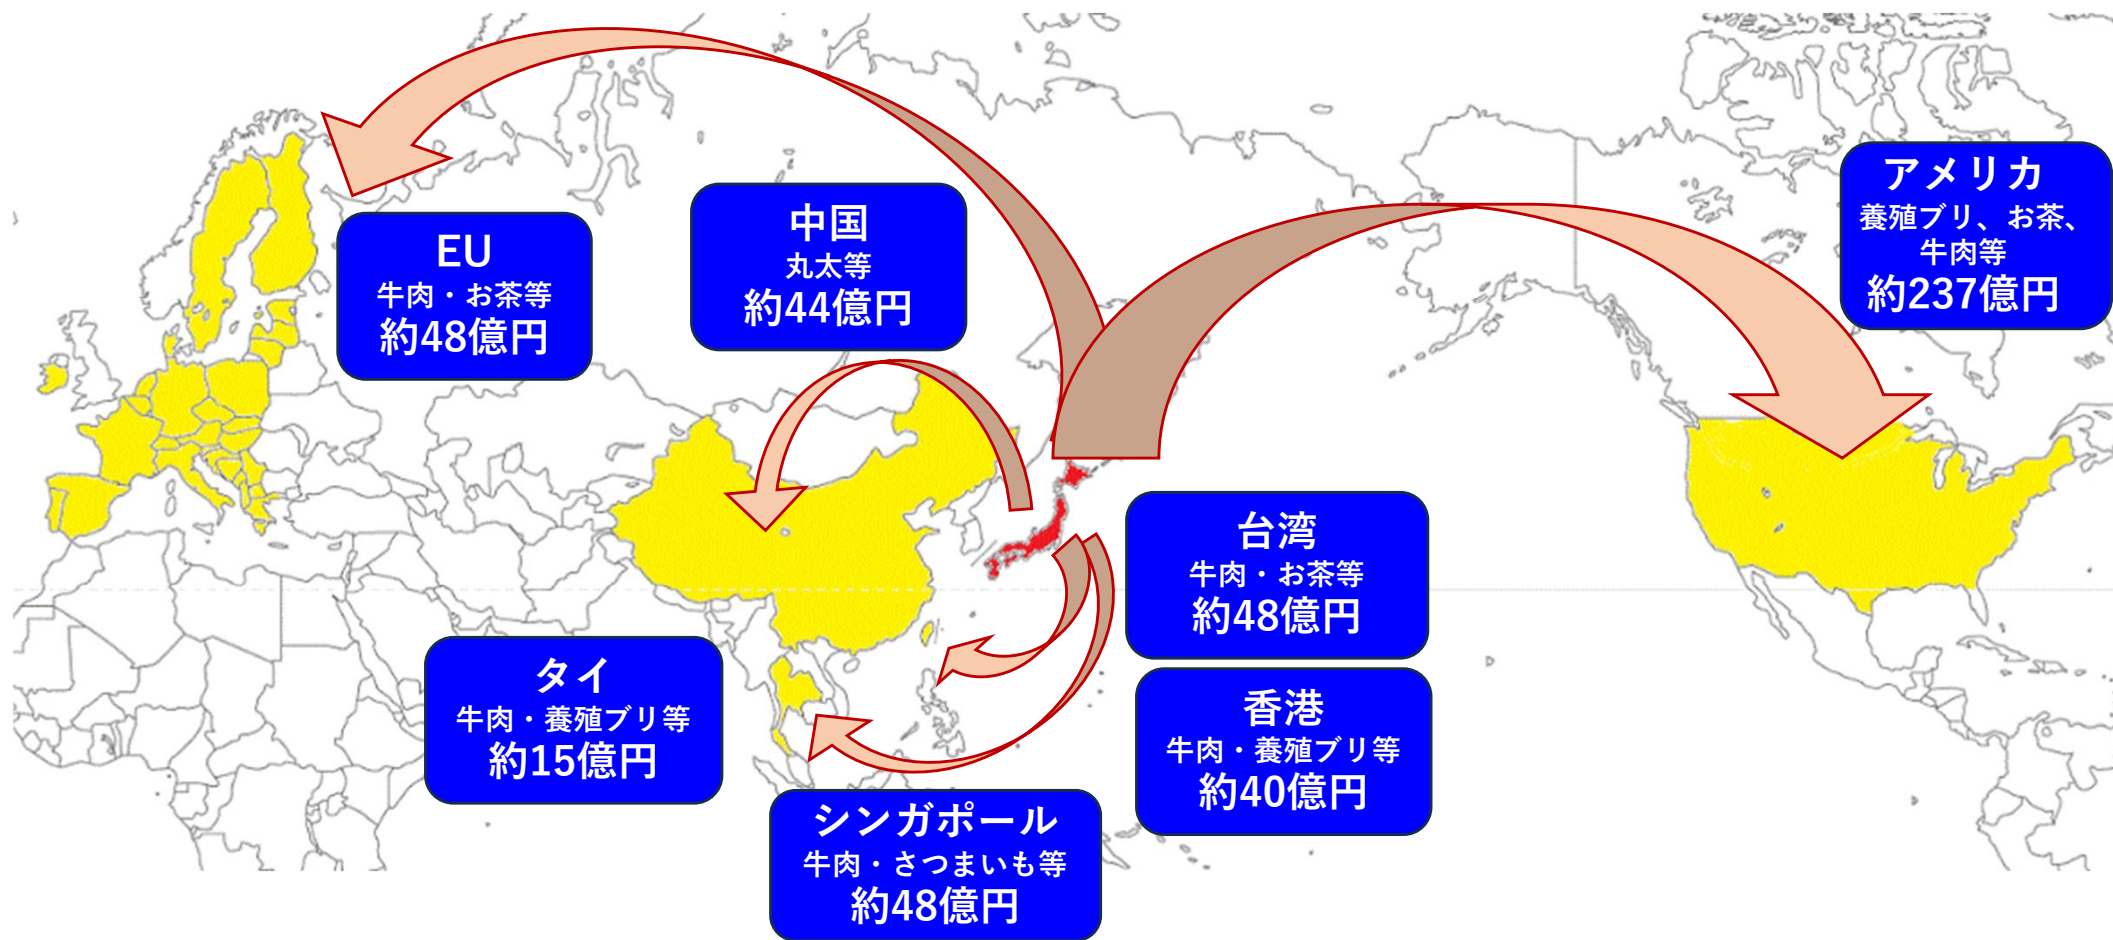 EU
牛肉・お茶等
約48億円
中国
丸太等
約44億円
アメリカ
養殖ブリ、お茶、
牛肉等
約237億円
台湾
牛肉・お茶等
約48億円
タイ
牛肉・養殖ブリ等
約15億円
香港
牛肉・養殖ブリ等
約40億円
シンガポール
牛肉・さつまいも等
約48億円